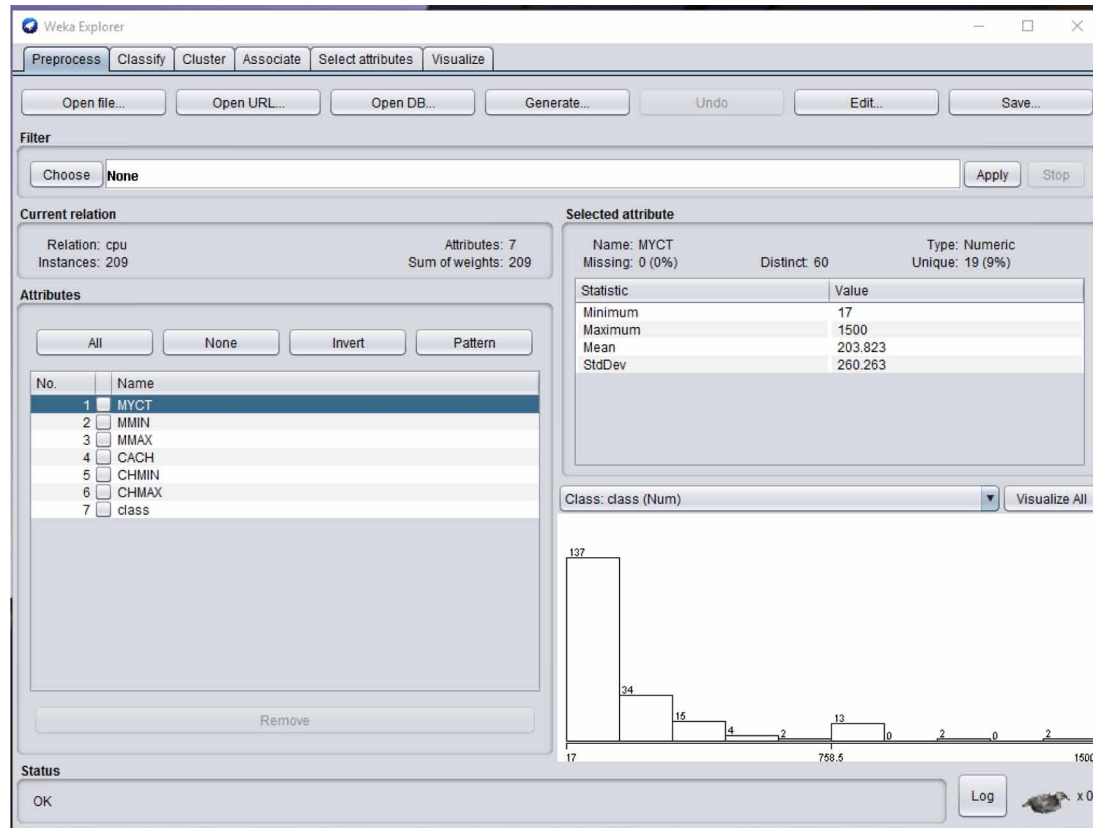 Weka Explorer
Preprocess Classify Cluster Associate Select attributes Visualize
Open file... Open URL... Open DB... Generate... Undo Edit... Save...
Filter
Choose None Apply Stop
Current relation
Relation: cpu Attributes: 7
Instances: 209 Sum of weights: 209
Attributes
All None Invert Pattern
No. Name
1 MYCT
2 MMIN
3 MMAX
4 CACH
5 CHMIN
6 CHMAX
7 class
Remove
Selected attribute
Name: MYCT Type: Numeric
Missing: 0 (0%) Distinct: 60 Unique: 19 (9%)
Statistic Value
Minimum 17
Maximum 1500
Mean 203.823
StdDev 260.263
Class: class (Num) Visualize All
137
34
15 4 2 13 0 2 0 2
17 758.5 1500
Status
OK Log x 0